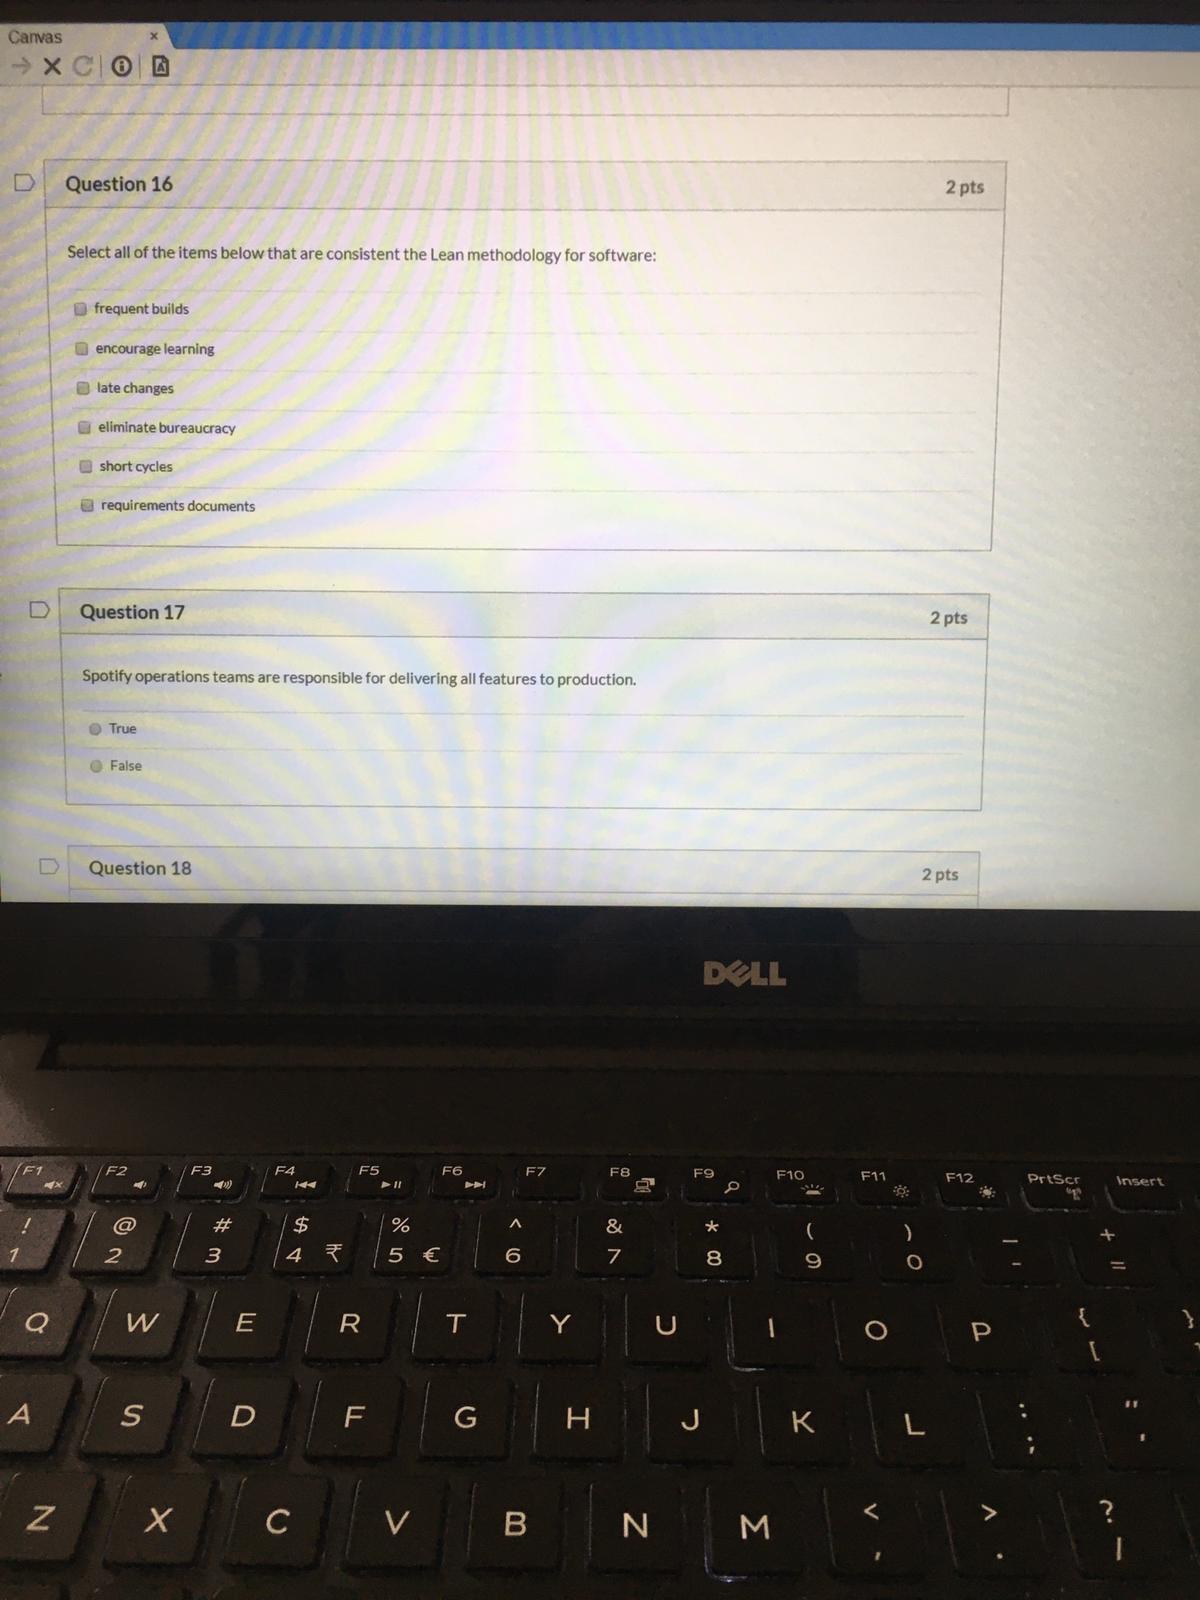 Canvas
Question 16
2 pts
Select all of the items below that are consistent the Lean methodology for software:
frequent builds
encourage learning
late changes
eliminate bureaucracy
short cycles
requirements documents
Question 17
2 pts
Spotify operations teams are responsible for delivering all features to production.
True
False
Question 18
2 pts
DELL
F1 F2 F3 F4 F5 F6 F7 F8 F9 F10 F11 F12 PrtScr Insert
! @ # $ % ^ & * ( ) _ +
1 2 3 4 ₹ 5 € 6 7 8 9 0 - =
Q W E R T Y U I O P { [ }
A S D F G H J K L : ; " '
Z X C V B N M < , > . ? /